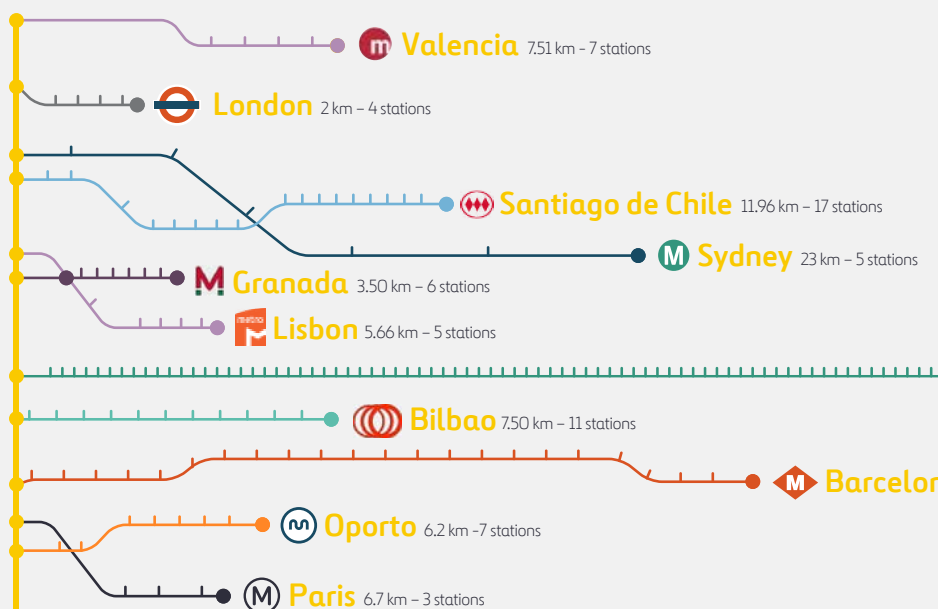 Valencia 7.51 km - 7 stations
London 2 km – 4 stations
Santiago de Chile 11.96 km – 17 stations
M Sydney 23 km – 5 stations
M Granada 3.50 km – 6 stations
Lisbon 5.66 km – 5 stations
Bilbao 7.50 km – 11 stations
M Barcelon
Oporto 6.2 km -7 stations
M Paris 6.7 km – 3 stations